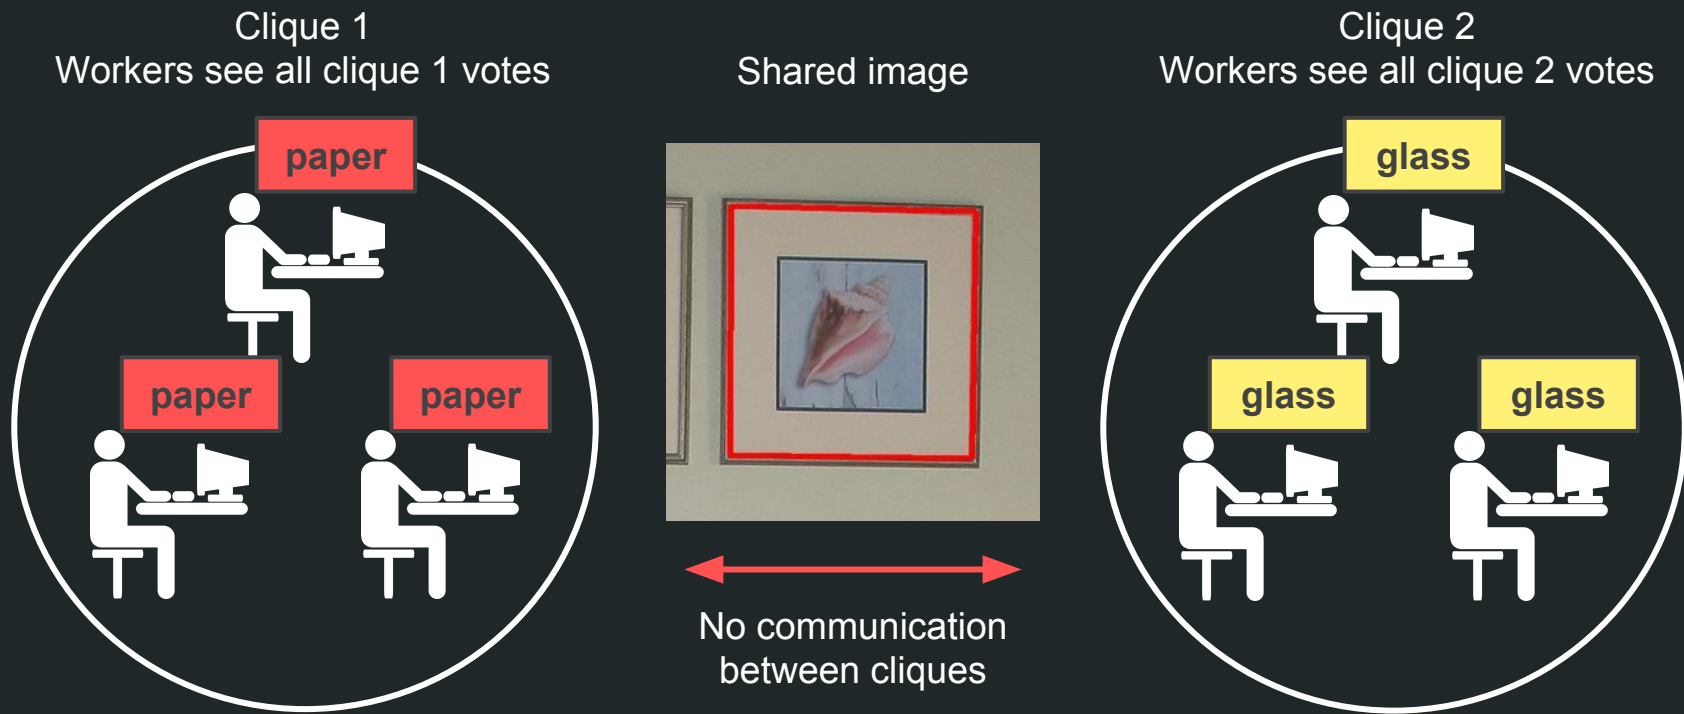 Clique 1
Workers see all clique 1 votes
paper
paper
paper
Shared image
No communication
between cliques
Clique 2
Workers see all clique 2 votes
glass
glass
glass